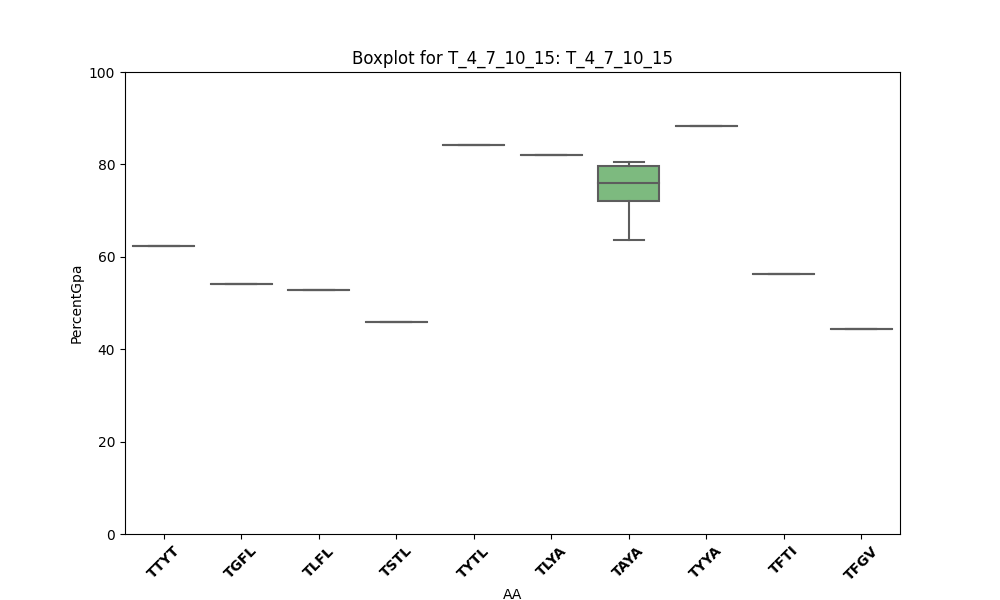 Boxplot for T_4_7_10_15: T_4_7_10_15
100
80
60
40
20
0
PercentGpa
TTYT
TGFL
TLFL
TSTL
TYTL
TLYA
TAYA
TYYA
TFTI
TFGV
AA